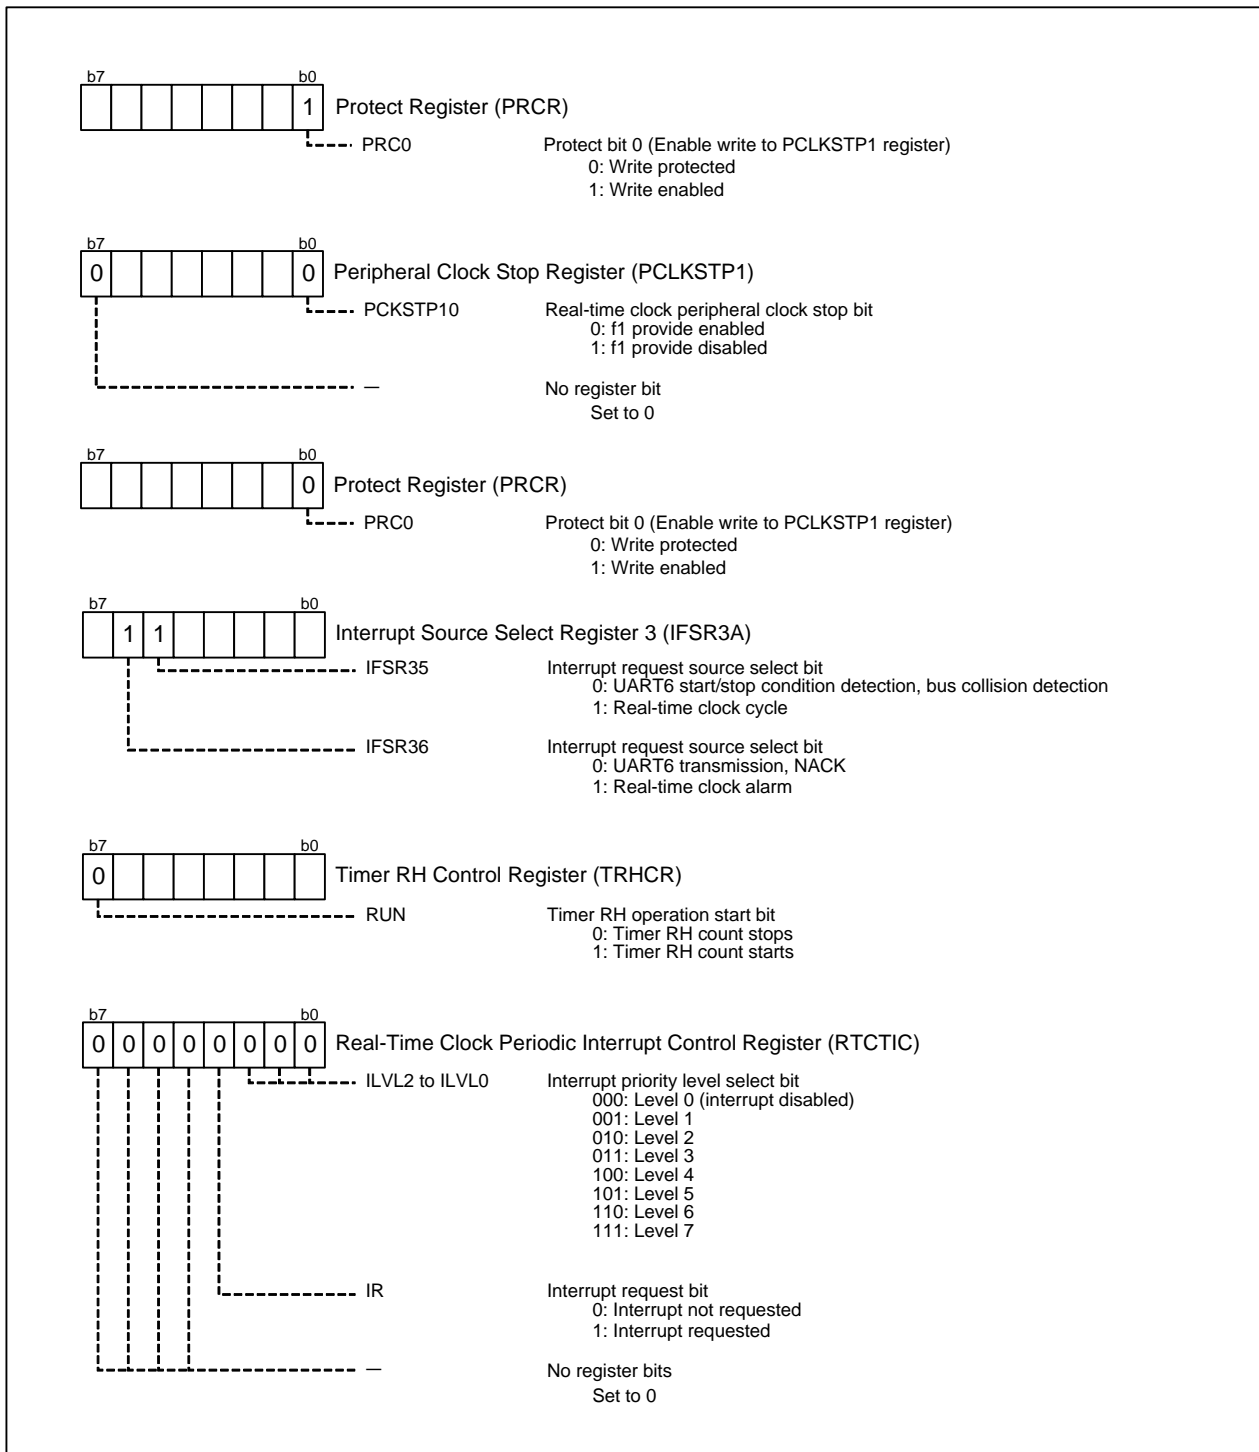 b7 b0
1 Protect Register (PRCR)
PRC0 Protect bit 0 (Enable write to PCLKSTP1 register)
0: Write protected
1: Write enabled
b7 b0
0 0 Peripheral Clock Stop Register (PCLKSTP1)
PCKSTP10 Real-time clock peripheral clock stop bit
0: f1 provide enabled
1: f1 provide disabled
— No register bit
Set to 0
b7 b0
0 Protect Register (PRCR)
PRC0 Protect bit 0 (Enable write to PCLKSTP1 register)
0: Write protected
1: Write enabled
b7 b0
1 1 Interrupt Source Select Register 3 (IFSR3A)
IFSR35 Interrupt request source select bit
0: UART6 start/stop condition detection, bus collision detection
1: Real-time clock cycle
IFSR36 Interrupt request source select bit
0: UART6 transmission, NACK
1: Real-time clock alarm
b7 b0
0 Timer RH Control Register (TRHCR)
RUN Timer RH operation start bit
0: Timer RH count stops
1: Timer RH count starts
b7 b0
0 0 0 0 0 0 0 0 Real-Time Clock Periodic Interrupt Control Register (RTCTIC)
ILVL2 to ILVL0 Interrupt priority level select bit
000: Level 0 (interrupt disabled)
001: Level 1
010: Level 2
011: Level 3
100: Level 4
101: Level 5
110: Level 6
111: Level 7
IR Interrupt request bit
0: Interrupt not requested
1: Interrupt requested
— No register bits
Set to 0